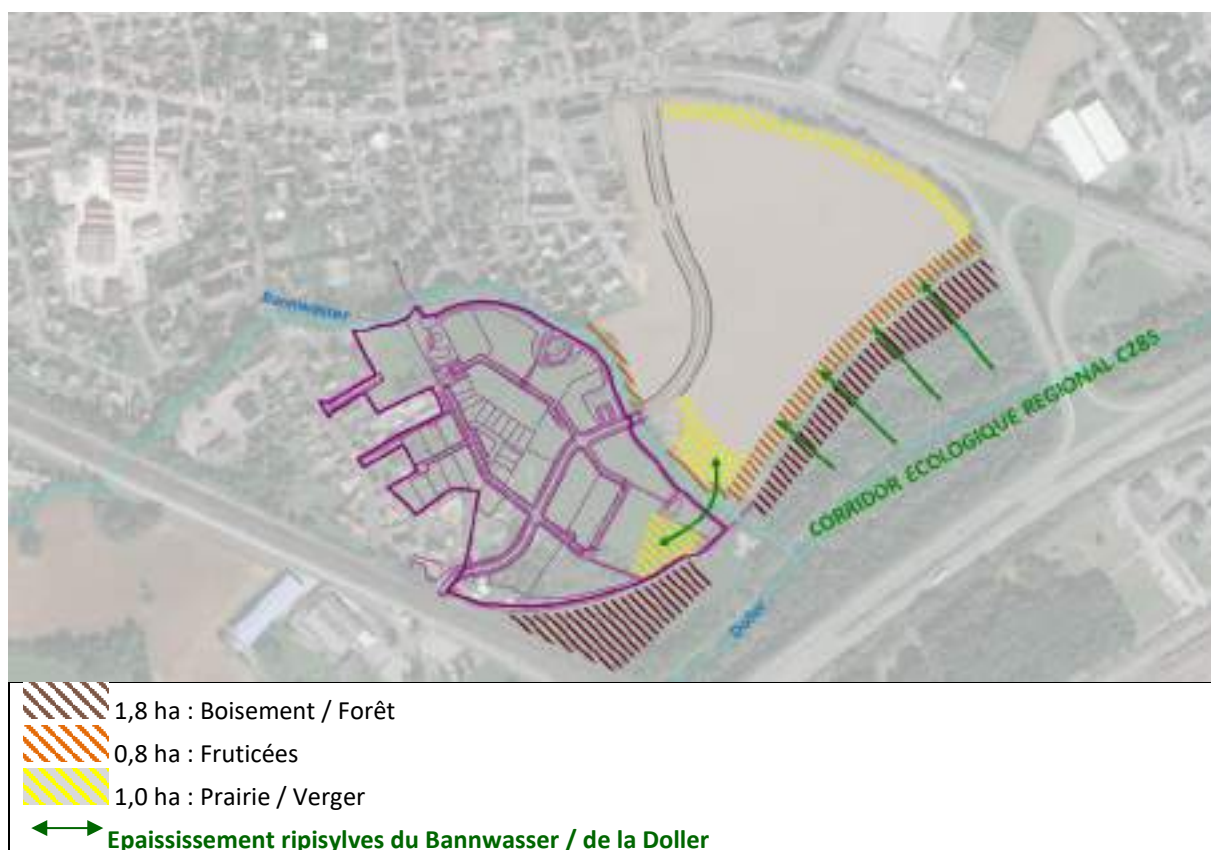 Bannwasser
CORRIDOR ÉCOLOGIQUE REGIONAL C285
Doller
1,8 ha : Boisement / Forêt
0,8 ha : Fruticées
1,0 ha : Prairie / Verger
Epaississement ripisylves du Bannwasser / de la Doller